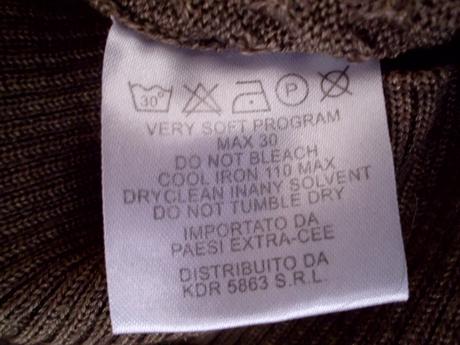 30°
P
VERY SOFT PROGRAM
MAX 30
DO NOT BLEACH
COOL IRON 110 MAX
DRYCLEAN INANY SOLVENT
DO NOT TUMBLE DRY
IMPORTATO DA
PAESI EXTRA-CEE
DISTRIBUITO DA
KDR 5863 S.R.L.